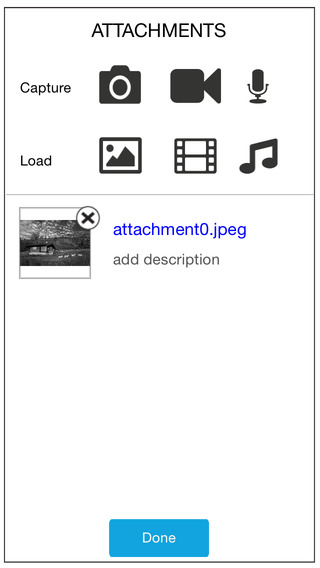 ATTACHMENTS
Capture
Load
attachment0.jpeg
add description
Done